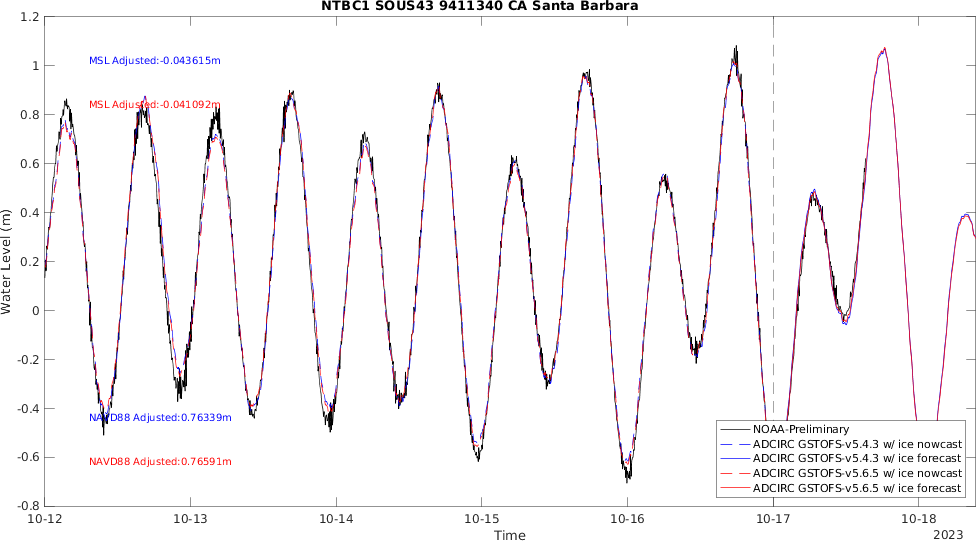 NTBC1 SOUS43 9411340 CA Santa Barbara
1.2
1
0.8
0.6
0.4
0.2
0
-0.2
-0.4
-0.6
-0.8
Water Level (m)
MSL Adjusted:-0.043615m
MSL Adjusted:-0.041092m
NAVD88 Adjusted:0.76339m
NAVD88 Adjusted:0.76591m
NOAA-Preliminary
ADCIRC GSTOFS-v5.4.3 w/ ice nowcast
ADCIRC GSTOFS-v5.4.3 w/ ice forecast
ADCIRC GSTOFS-v5.6.5 w/ ice nowcast
ADCIRC GSTOFS-v5.6.5 w/ ice forecast
10-12 10-13 10-14 10-15 10-16 10-17 10-18
Time
2023